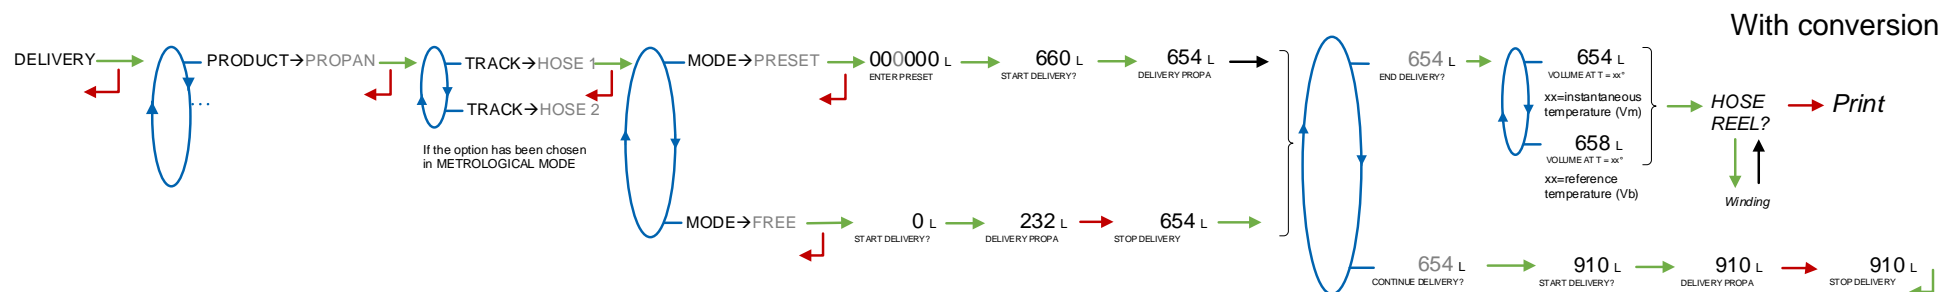 With conversion
DELIVERY
PRODUCT→PROPAN
...
TRACK→HOSE 1
TRACK→HOSE 2
If the option has been chosen
in METROLOGICAL MODE
MODE→PRESET
000000 L
ENTER PRESET
660 L
START DELIVERY?
654 L
DELIVERY PROPA
MODE→FREE
0 L
START DELIVERY?
232 L
DELIVERY PROPA
654 L
STOP DELIVERY
654 L
END DELIVERY?
654 L
VOLUME AT T = xx°
xx=instantaneous
temperature (Vm)
658 L
VOLUME AT T = xx°
xx=reference
temperature (Vb)
HOSE
REEL?
Print
Winding
654 L
CONTINUE DELIVERY?
910 L
START DELIVERY?
910 L
DELIVERY PROPA
910 L
STOP DELIVERY